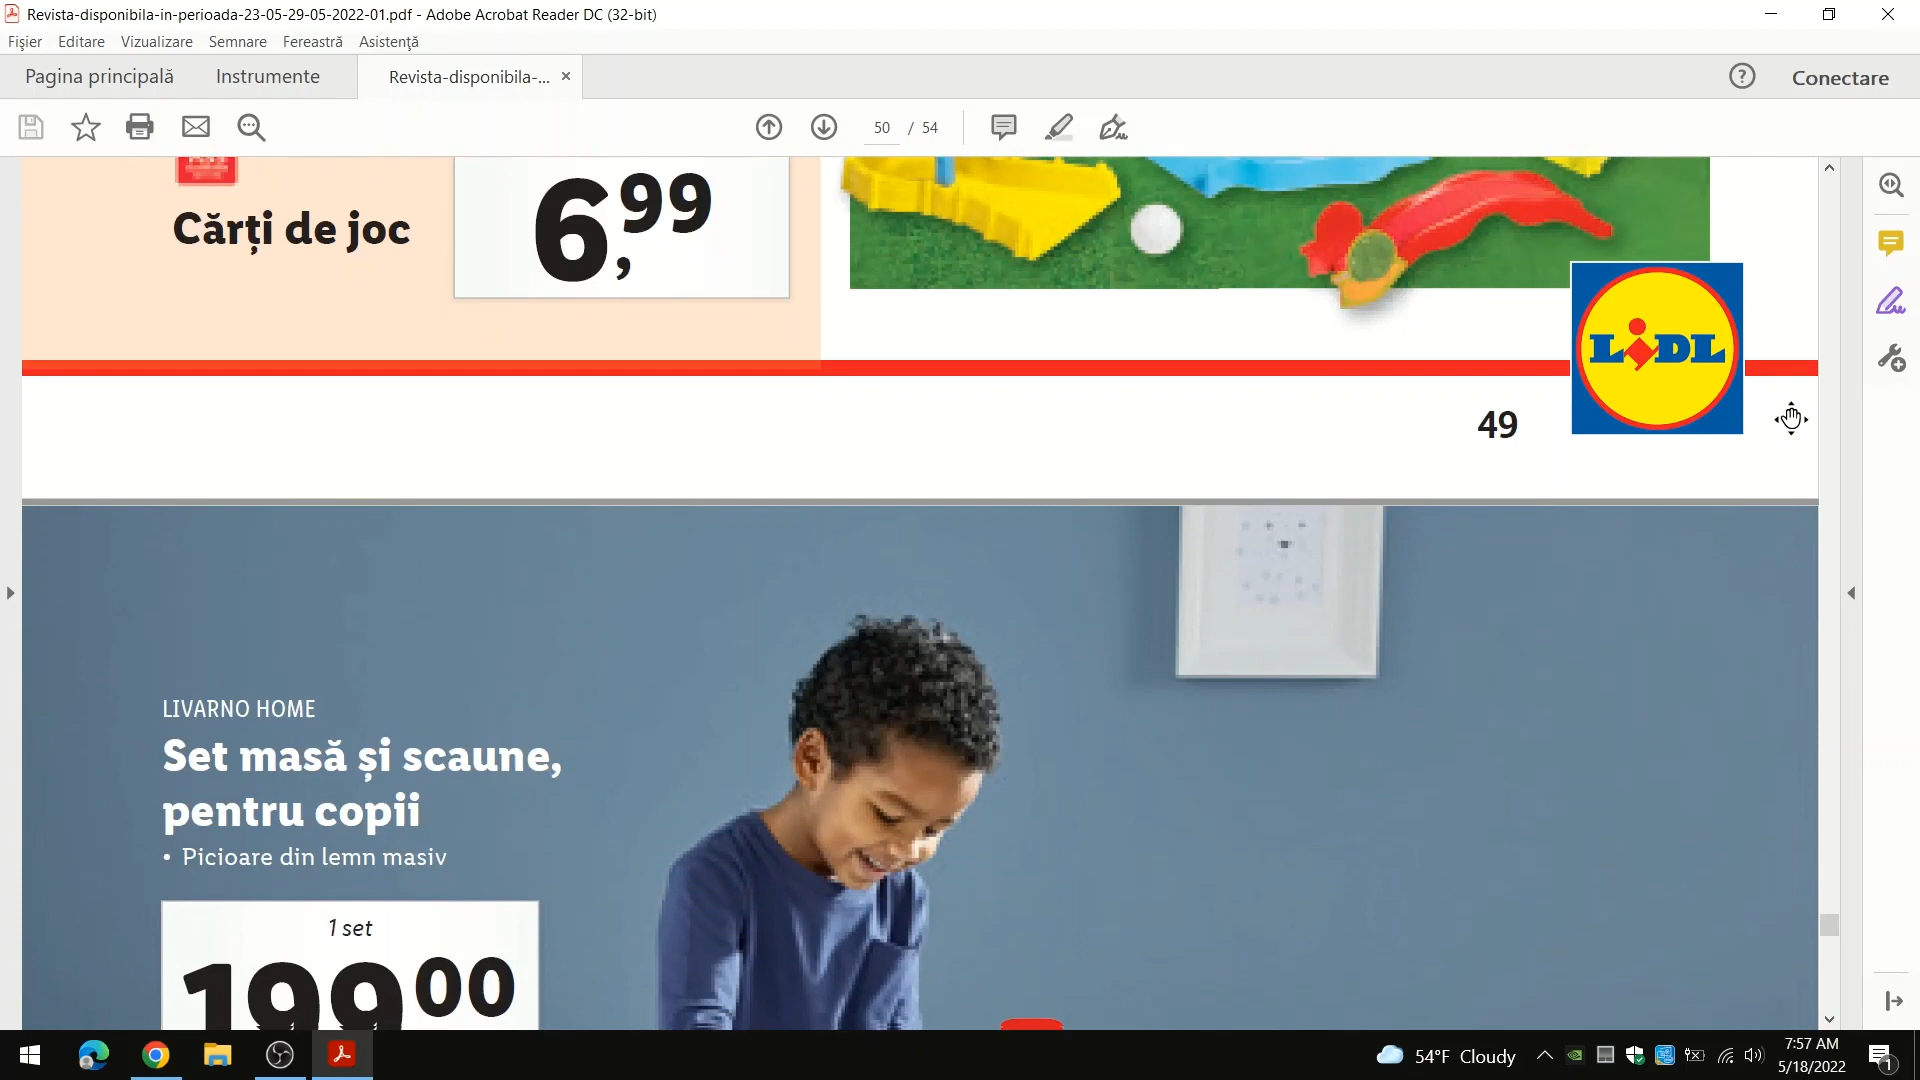 Revista-disponibila-in-perioada-23-05-29-05-2022-01.pdf - Adobe Acrobat Reader DC (32-bit)
Fișier Editare Vizualizare Semnare Fereastră Asistență
Pagina principală Instrumente Revista-disponibila-... × Conectare
50 / 54
Cărți de joc
6,99
LIDL
49
LIVARNO HOME
Set masă și scaune,
pentru copii
• Picioare din lemn masiv
1 set
199 00
54°F Cloudy
7:57 AM
5/18/2022
1